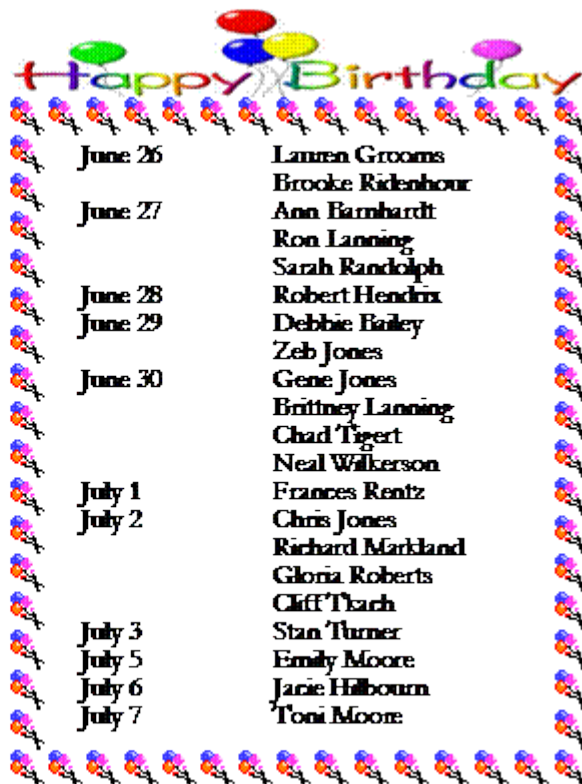 Happy Birthday
June 26 Lauren Grooms
Brooke Ridenhour
June 27 Ann Barnhardt
Ron Lanning
Sarah Randolph
June 28 Robert Hendrix
June 29 Debbie Bailey
Zeb Jones
June 30 Gene Jones
Brittney Lanning
Chad Tigert
Neal Wilkerson
July 1 Frances Rentz
July 2 Chris Jones
Richard Markland
Gloria Roberts
Cliff Tkach
July 3 Stan Turner
July 5 Emily Moore
July 6 Janie Hilbourn
July 7 Toni Moore